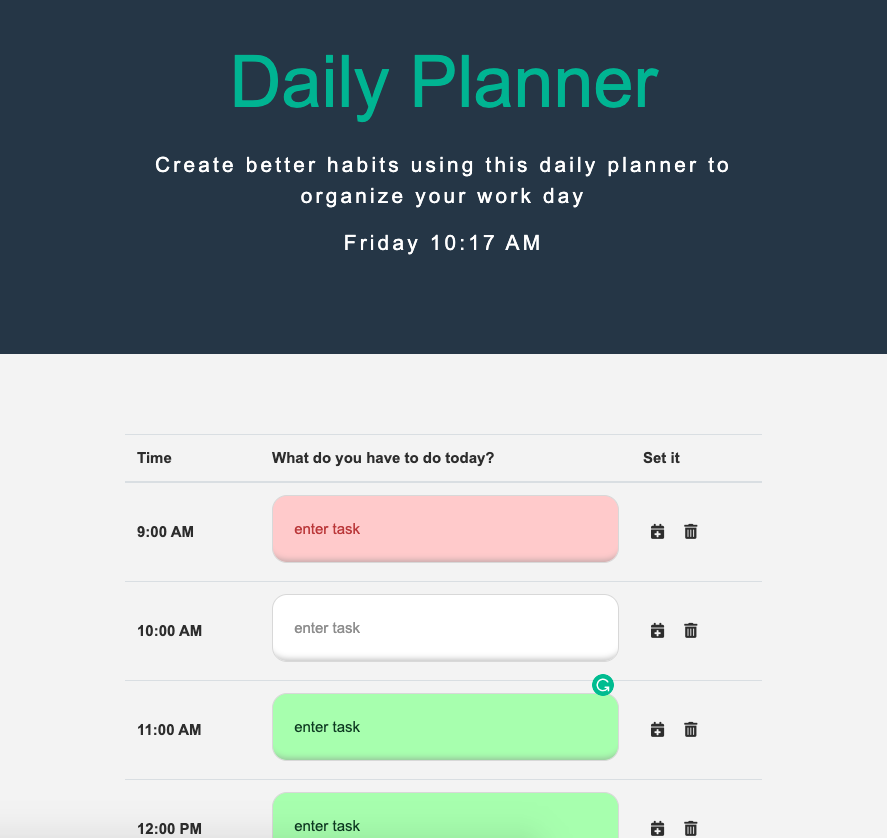 Daily Planner
Create better habits using this daily planner to
organize your work day
Friday 10:17 AM
Time What do you have to do today? Set it
9:00 AM enter task
10:00 AM enter task
11:00 AM enter task
12:00 PM enter task